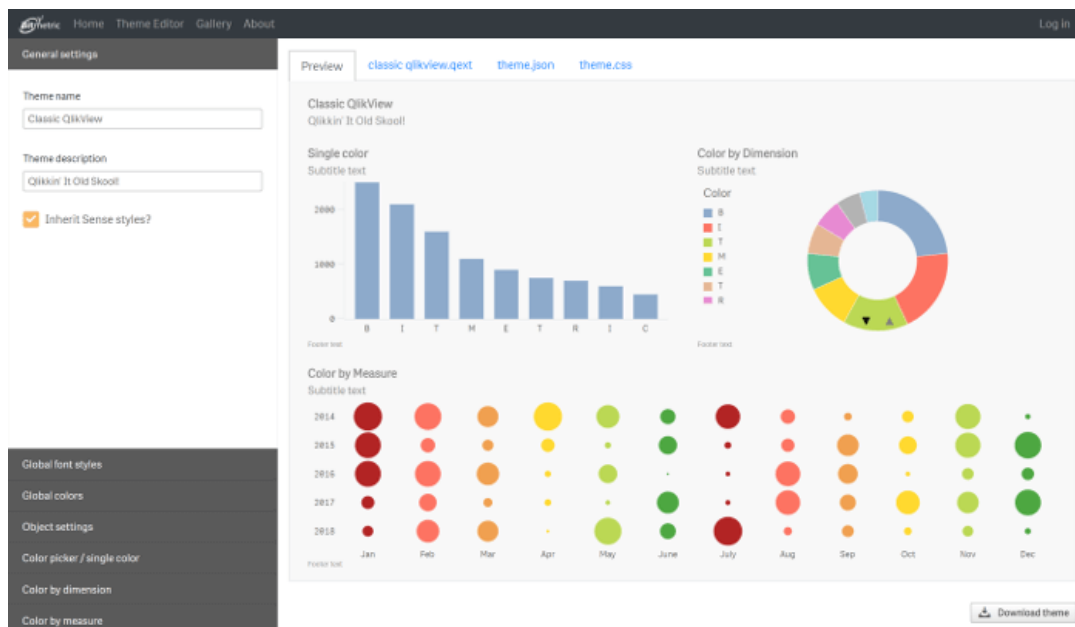 Bitmetric Home Theme Editor Gallery About Log in
General settings
Theme name
Classic QlikView
Theme description
Qlikkin' It Old Skool!
Inherit Sense styles?
Global font styles
Global colors
Object settings
Color picker / single color
Color by dimension
Color by measure
Preview classic qlikview.qext theme.json theme.css
Classic QlikView
Qlikkin' It Old Skool!
Single color
Subtitle text
2000
1000
0
B I T M E T R I C
Footer text
Color by Dimension
Subtitle text
Color
B
I
T
M
E
T
R
Footer text
Color by Measure
Subtitle text
2014
2015
2016
2017
2018
Jan Feb Mar Apr May June July Aug Sep Oct Nov Dec
Footer text
Download theme